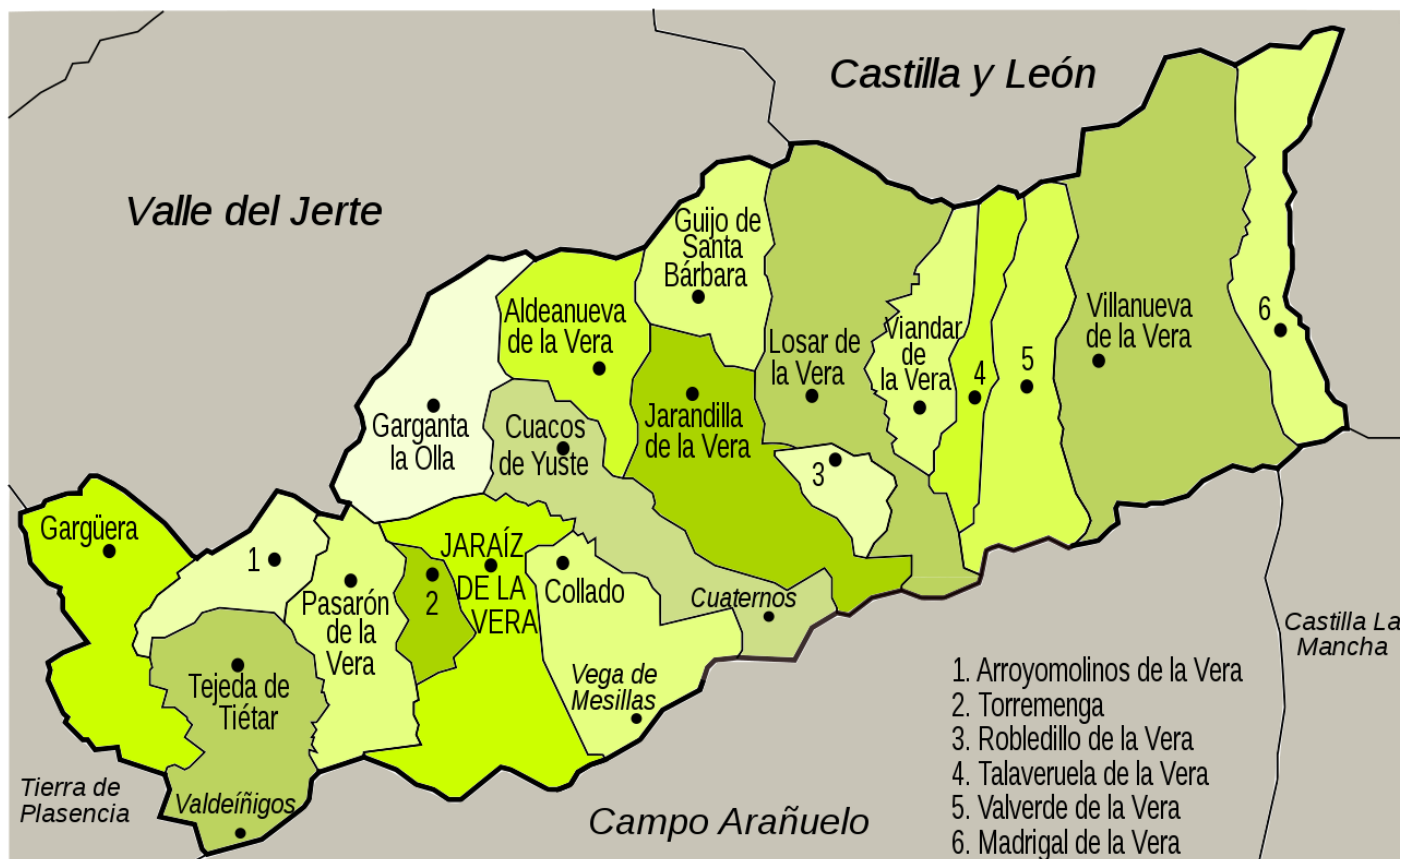 Castilla y León
Valle del Jerte
Guijo de
Santa
Bárbara
Aldeanueva
de la Vera
Villanueva
de la Vera
6
Losar de
la Vera
Viandar
de
la Vera
4
5
Garganta
la Olla
Cuacos
de Yuste
Jarandilla
de la Vera
3
Gargüera
1
JARAÍZ
DE LA
VERA
2
Collado
Pasarón
de la
Vera
Cuaternos
Tejeda de
Tiétar
Vega de
Mesillas
Castilla La
Mancha
Tierra de
Plasencia
Valdeíñigos
Campo Arañuelo
1. Arroyomolinos de la Vera
2. Torremenga
3. Robledillo de la Vera
4. Talaveruela de la Vera
5. Valverde de la Vera
6. Madrigal de la Vera